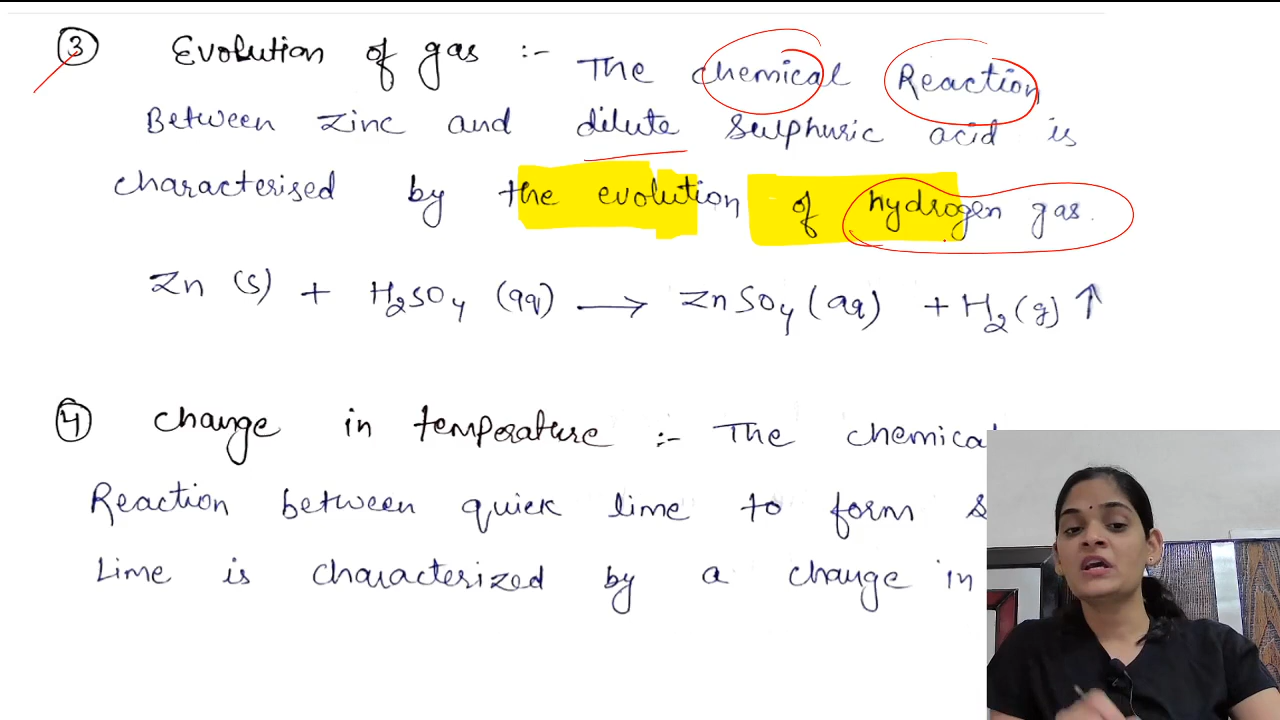 ③ Evolution of gas :- The chemical Reaction
Between zinc and dilute sulphuric acid is
characterised by the evolution of hydrogen gas.
Zn (s) + H₂SO₄ (aq) → ZnSO₄ (aq) + H₂ (g) ↑
④ Change in temperature :- The chemical
Reaction between quick lime to form
Lime is characterized by a change in